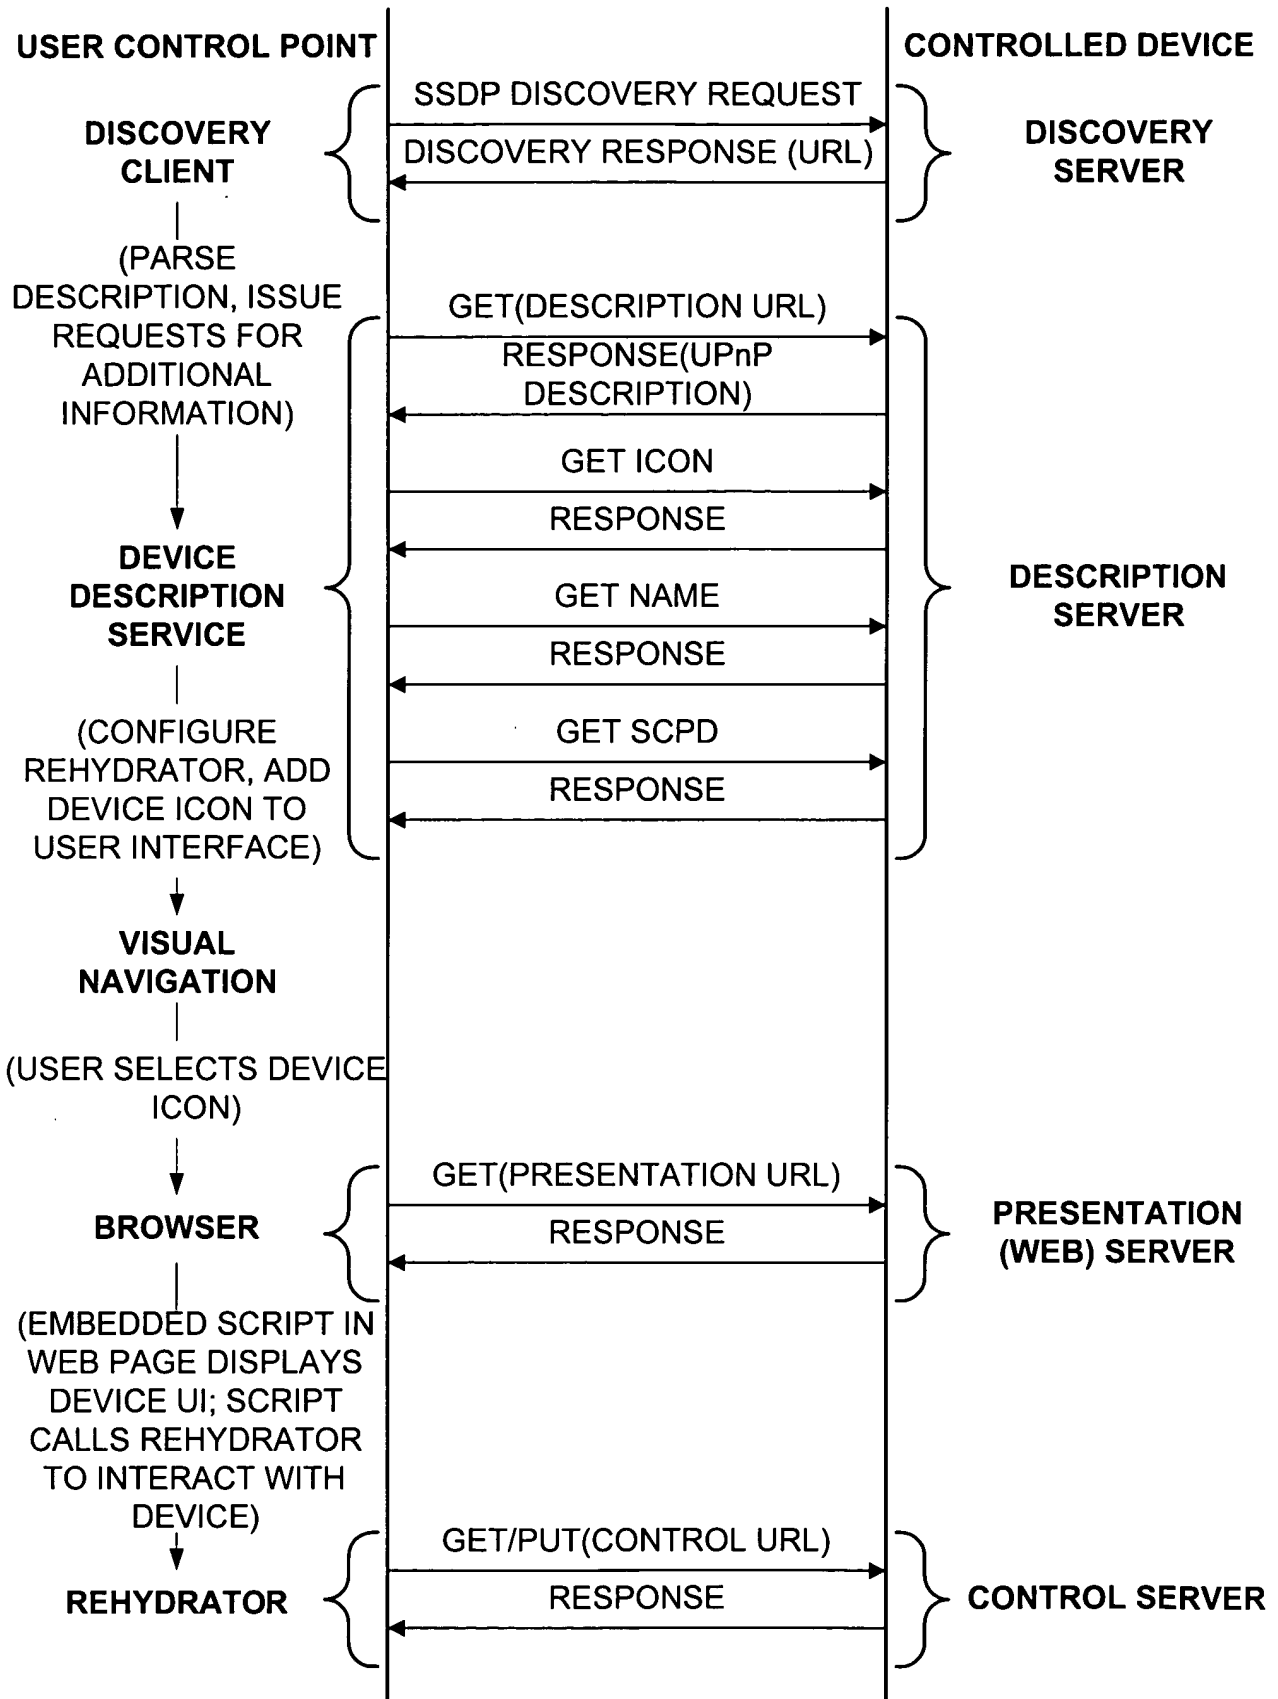 USER CONTROL POINT
CONTROLLED DEVICE
SSDP DISCOVERY REQUEST
DISCOVERY
CLIENT
DISCOVERY RESPONSE (URL)
DISCOVERY
SERVER
(PARSE
DESCRIPTION, ISSUE
REQUESTS FOR
ADDITIONAL
INFORMATION)
GET(DESCRIPTION URL)
RESPONSE(UPnP
DESCRIPTION)
GET ICON
RESPONSE
DEVICE
DESCRIPTION
SERVICE
GET NAME
RESPONSE
DESCRIPTION
SERVER
(CONFIGURE
REHYDRATOR, ADD
DEVICE ICON TO
USER INTERFACE)
GET SCPD
RESPONSE
VISUAL
NAVIGATION
(USER SELECTS DEVICE
ICON)
GET(PRESENTATION URL)
BROWSER
RESPONSE
PRESENTATION
(WEB) SERVER
(EMBEDDED SCRIPT IN
WEB PAGE DISPLAYS
DEVICE UI; SCRIPT
CALLS REHYDRATOR
TO INTERACT WITH
DEVICE)
GET/PUT(CONTROL URL)
REHYDRATOR
RESPONSE
CONTROL SERVER